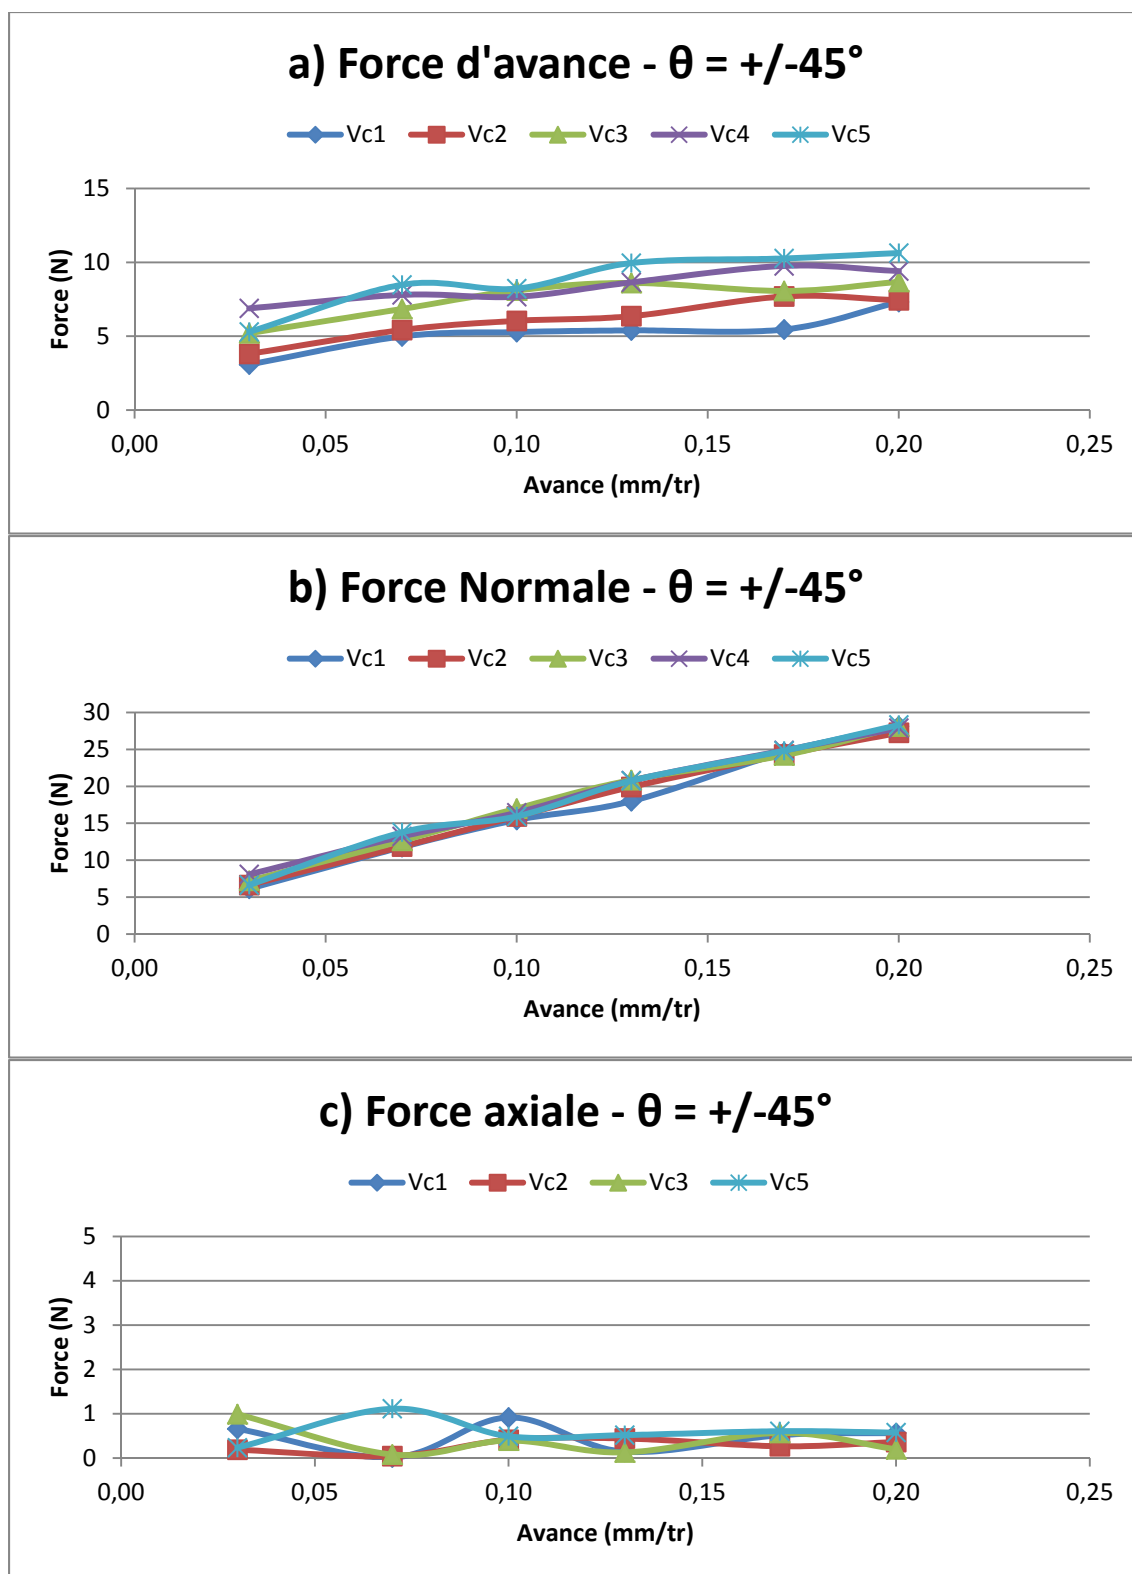 a) Force d'avance - θ = +/-45°
Vc1 Vc2 Vc3 Vc4 Vc5
15
10
5
0
Force (N)
0,00 0,05 0,10 0,15 0,20 0,25
Avance (mm/tr)
b) Force Normale - θ = +/-45°
Vc1 Vc2 Vc3 Vc4 Vc5
30
25
20
15
10
5
0
Force (N)
0,00 0,05 0,10 0,15 0,20 0,25
Avance (mm/tr)
c) Force axiale - θ = +/-45°
Vc1 Vc2 Vc3 Vc5
5
4
3
2
1
0
Force (N)
0,00 0,05 0,10 0,15 0,20 0,25
Avance (mm/tr)